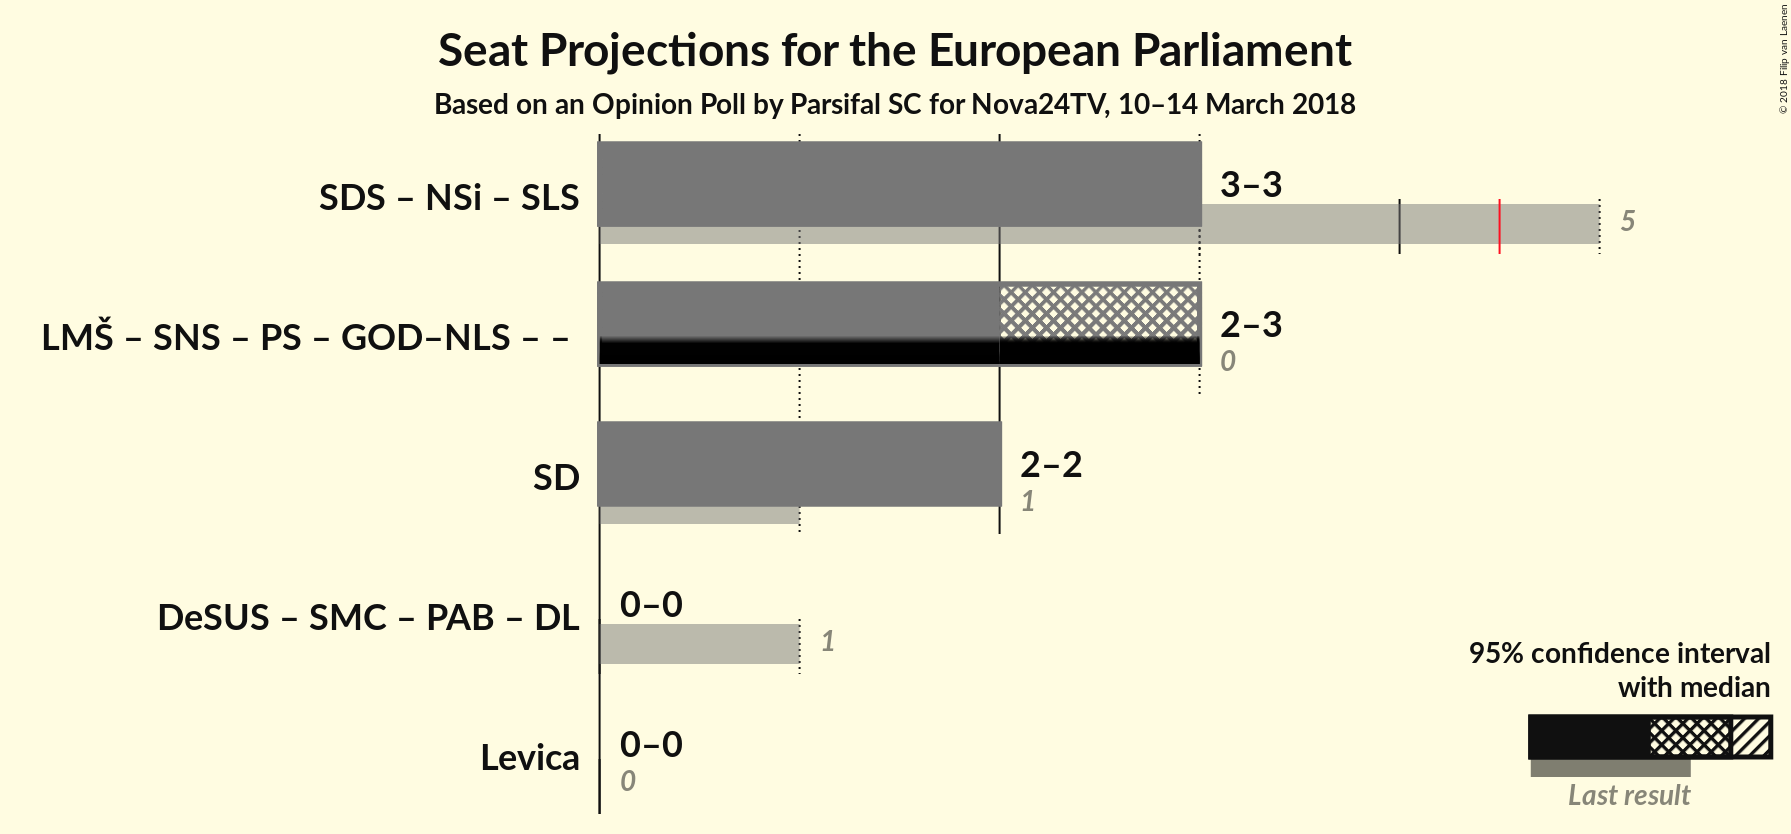 Seat Projections for the European Parliament
Based on an Opinion Poll by Parsifal SC for Nova24TV, 10–14 March 2018
© 2018 Filip van Laenen
SDS – NSi – SLS
3–3
5
LMŠ – SNS – PS – GOD–NLS – –
2–3
0
SD
2–2
1
DeSUS – SMC – PAB – DL
0–0
1
Levica
0–0
0
95% confidence interval
with median
Last result